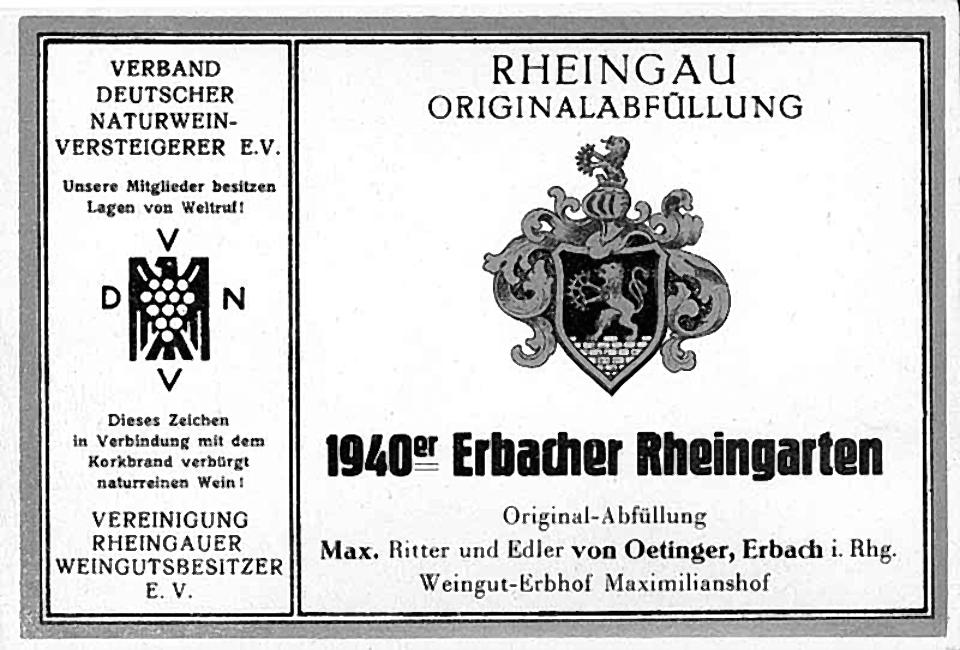 VERBAND
DEUTSCHER
NATURWEIN-
VERSTEIGERER E.V.
Unsere Mitglieder besitzen
Lagen von Weltruf!
V
D N
V
Dieses Zeichen
in Verbindung mit dem
Korkbrand verbürgt
naturreinen Wein!
VEREINIGUNG
RHEINGAUER
WEINGUTSBESITZER
E. V.
RHEINGAU
ORIGINALABFÜLLUNG
1940er Erbacher Rheingarten
Original-Abfüllung
Max. Ritter und Edler von Oetinger, Erbach i. Rhg.
Weingut-Erbhof Maximilianshof